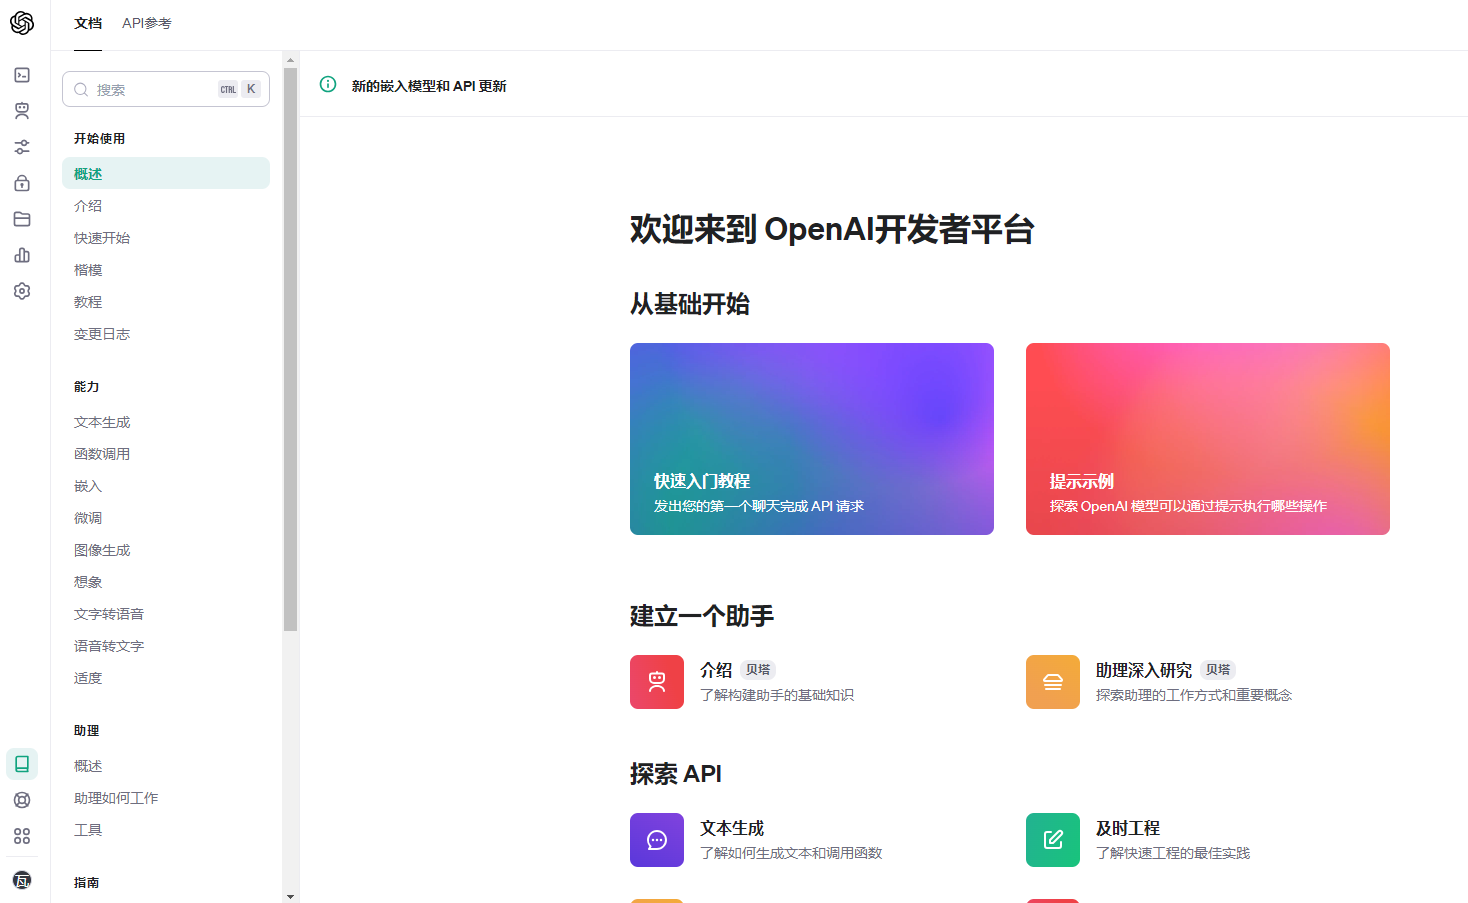 文档
API参考
搜索
CTRL
K
开始使用
概述
介绍
快速开始
楷模
教程
变更日志
能力
文本生成
函数调用
嵌入
微调
图像生成
想象
文字转语音
语音转文字
适度
助理
概述
助理如何工作
工具
指南
瓦
新的嵌入模型和 API 更新
欢迎来到 OpenAI开发者平台
从基础开始
快速入门教程
发出您的第一个聊天完成 API 请求
提示示例
探索 OpenAI 模型可以通过提示执行哪些操作
建立一个助手
介绍 贝塔
了解构建助手的基础知识
助理深入研究 贝塔
探索助理的工作方式和重要概念
探索 API
文本生成
了解如何生成文本和调用函数
及时工程
了解快速工程的最佳实践